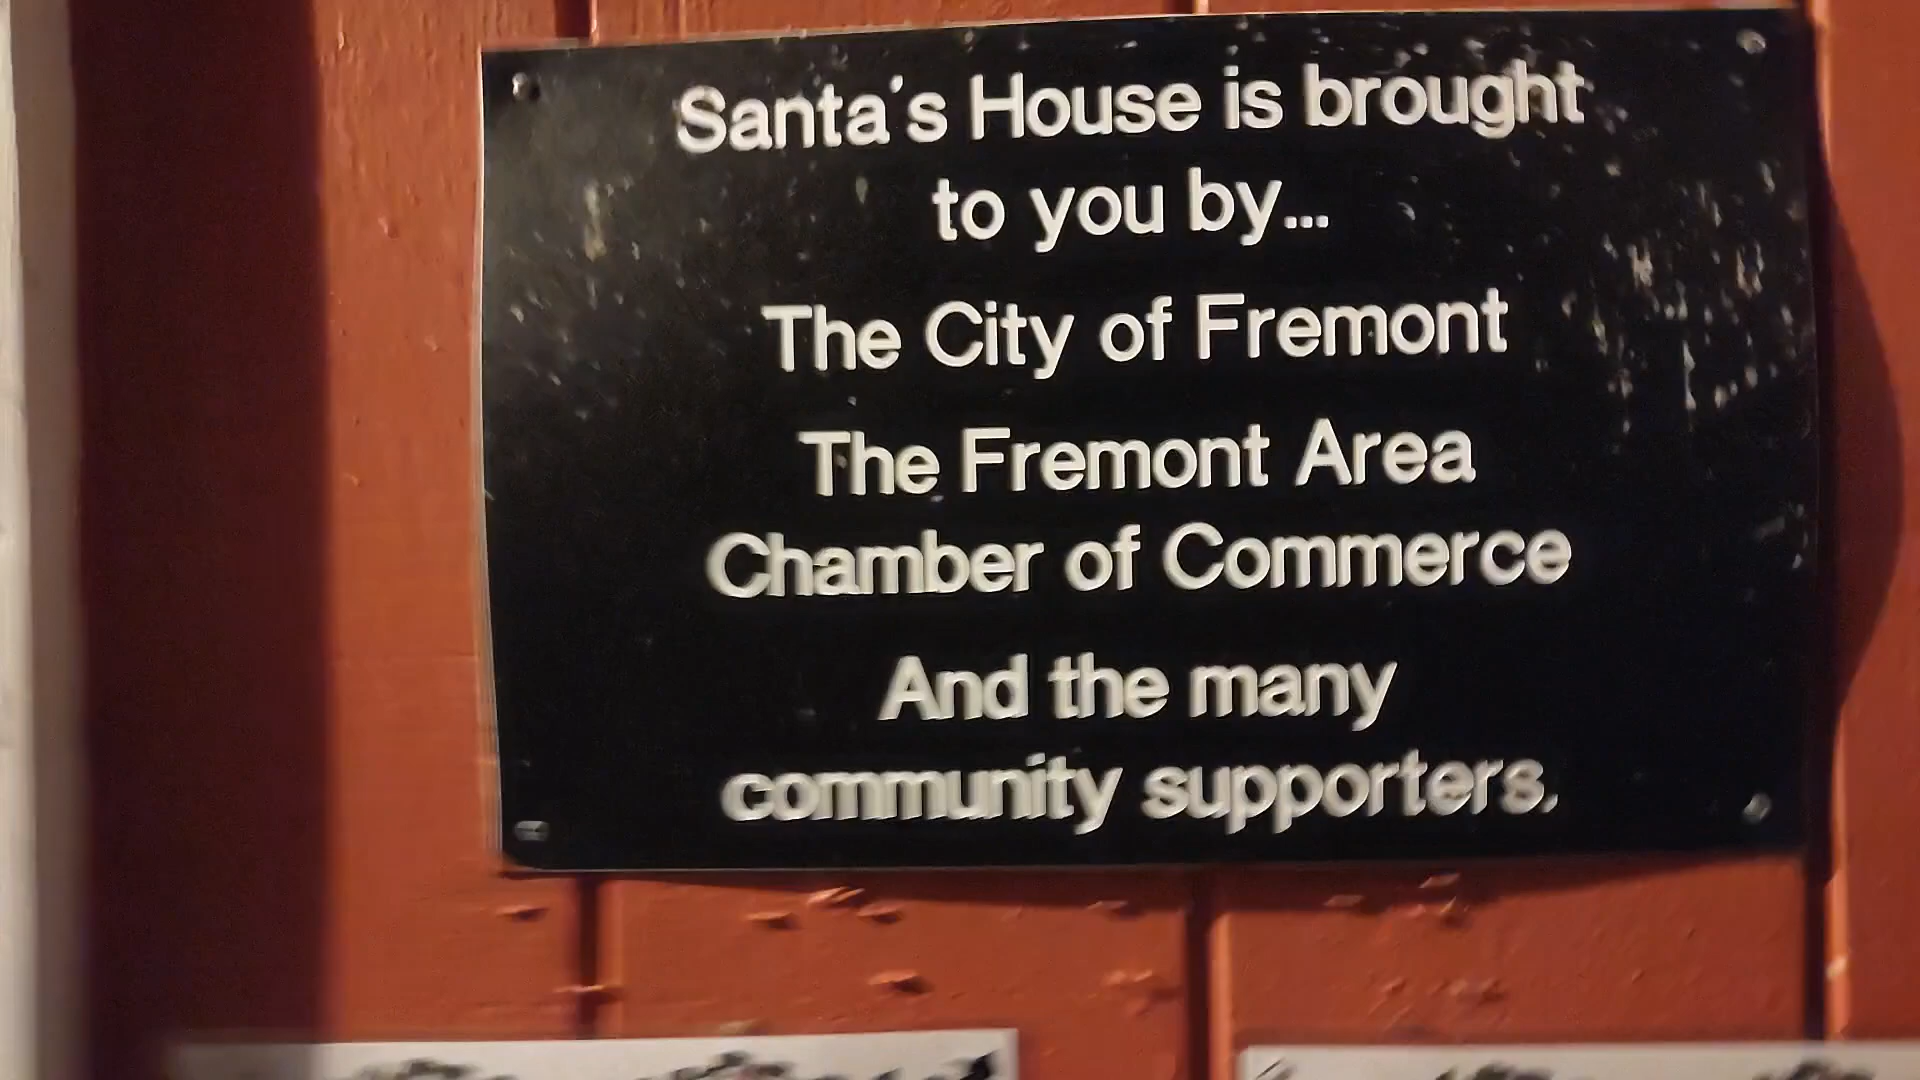 Santa's House is brought
to you by...
The City of Fremont
The Fremont Area
Chamber of Commerce
And the many
community supporters.